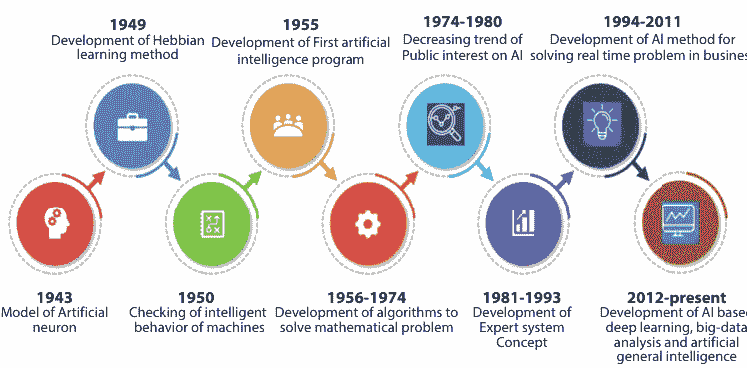 1949
Development of Hebbian
learning method
1955
Development of First artificial
intelligence program
1974-1980
Decreasing trend of
Public interest on AI
1994-2011
Development of AI method for
solving real time problem in busines
1943
Model of Artificial
neuron
1950
Checking of intelligent
behavior of machines
1956-1974
Development of algorithms to
solve mathematical problem
1981-1993
Development of
Expert system
Concept
2012-present
Development of AI base
deep learning, big-data
analysis and artificial
general intelligence